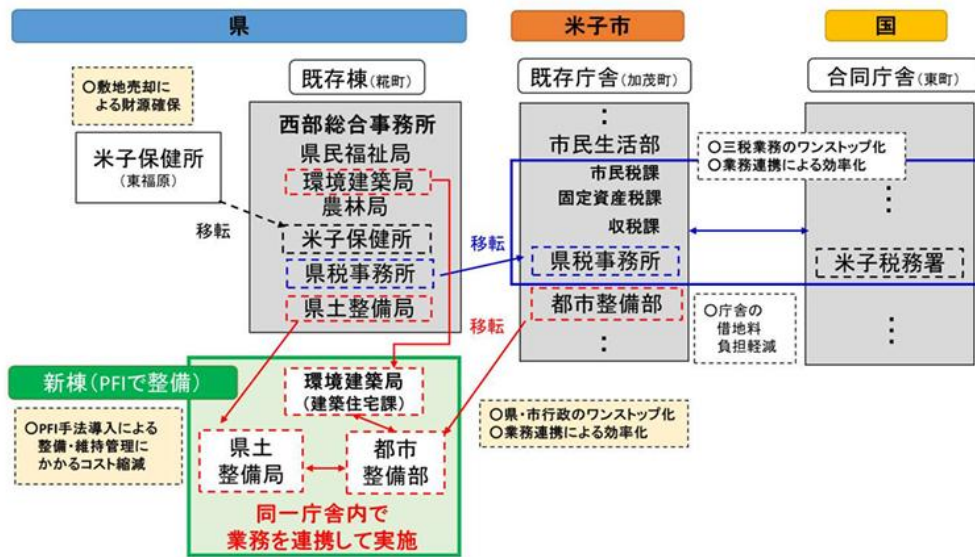 県
米子市
国
既存棟(糀町)
既存庁舎(加茂町)
合同庁舎(東町)
○敷地売却に
よる財源確保
米子保健所
(東福原)
移転
西部総合事務所
県民福祉局
環境建築局
農林局
米子保健所
県税事務所
県土整備局
移転
:
市民生活部
市民税課
固定資産税課
収税課
県税事務所
都市整備部
:
○三税業務のワンストップ化
○業務連携による効率化
:
米子税務署
:
移転
○庁舎の
借地料
負担軽減
新棟(PFIで整備)
○PFI手法導入による
整備・維持管理に
かかるコスト縮減
環境建築局
(建築住宅課)
県土
整備局
都市
整備部
同一庁舎内で
業務を連携して実施
○県・市行政のワンストップ化
○業務連携による効率化